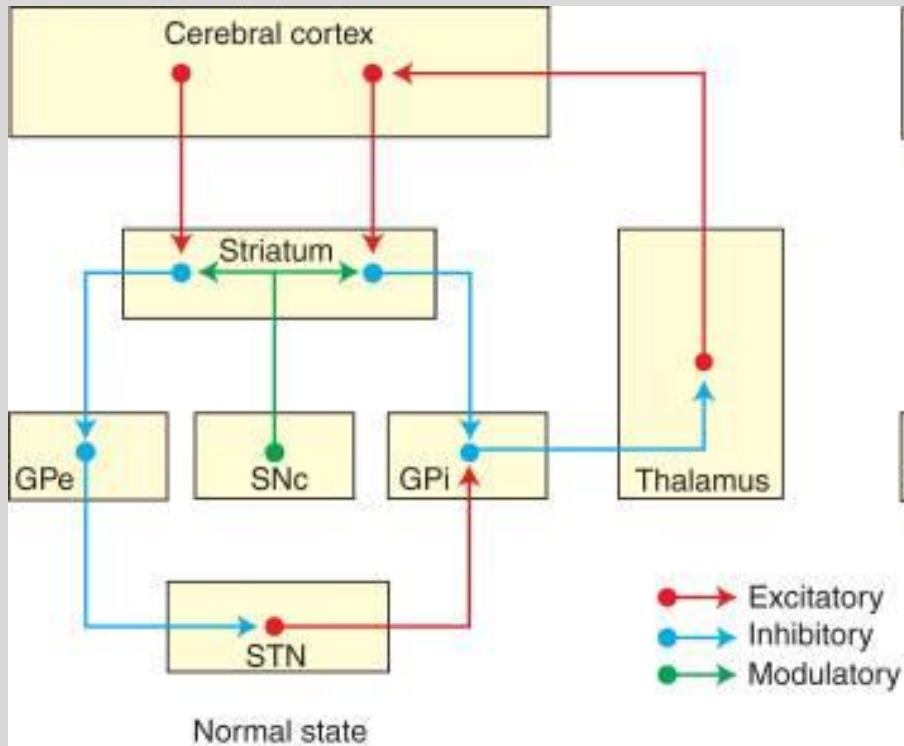 Cerebral cortex
Striatum
GPe
SNc
GPi
Thalamus
STN
Excitatory
Inhibitory
Modulatory
Normal state